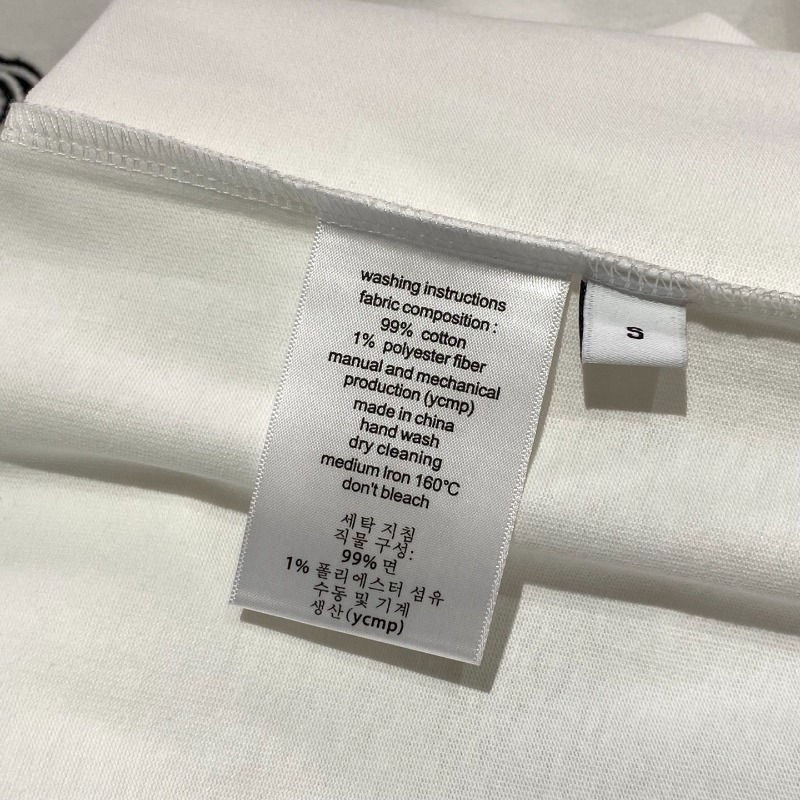 washing instructions
fabric composition :
99% cotton
1% polyester fiber
manual and mechanical
production (ycmp)
made in china
hand wash
dry cleaning
medium Iron 160℃
don't bleach
세탁 지침
직물 구성:
99% 면
1% 폴리에스터 섬유
수동 및 기계
생산(ycmp)
S